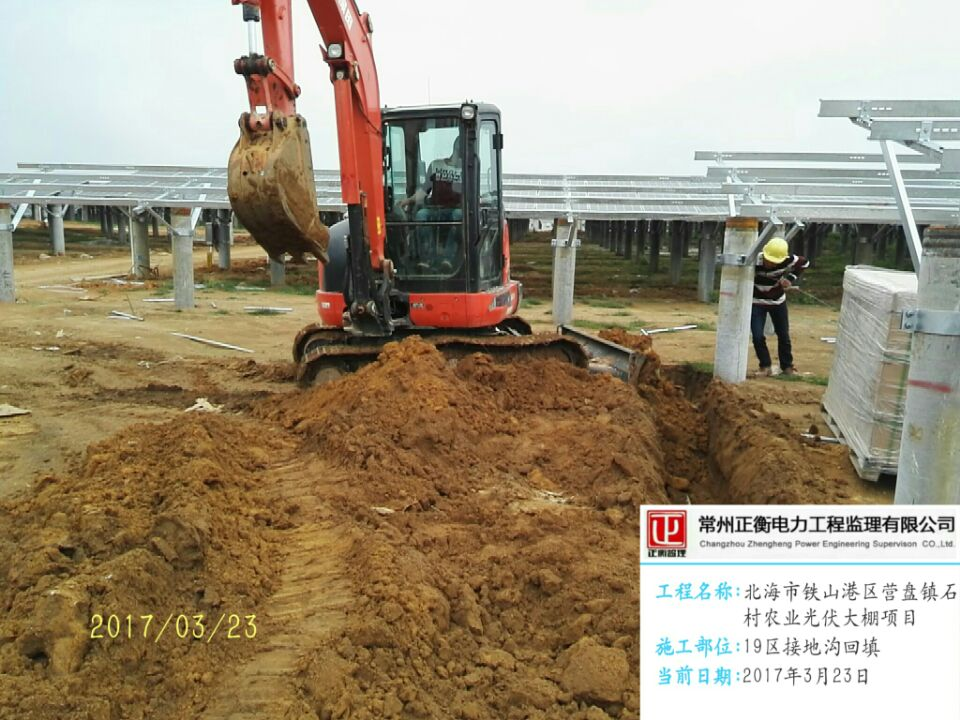 2017/03/23
正衡监理
常州正衡电力工程监理有限公司
Changzhou Zhengheng Power Engineering Supervison CO.,Ltd.
工程名称:北海市铁山港区营盘镇石
村农业光伏大棚项目
施工部位:19区接地沟回填
当前日期:2017年3月23日